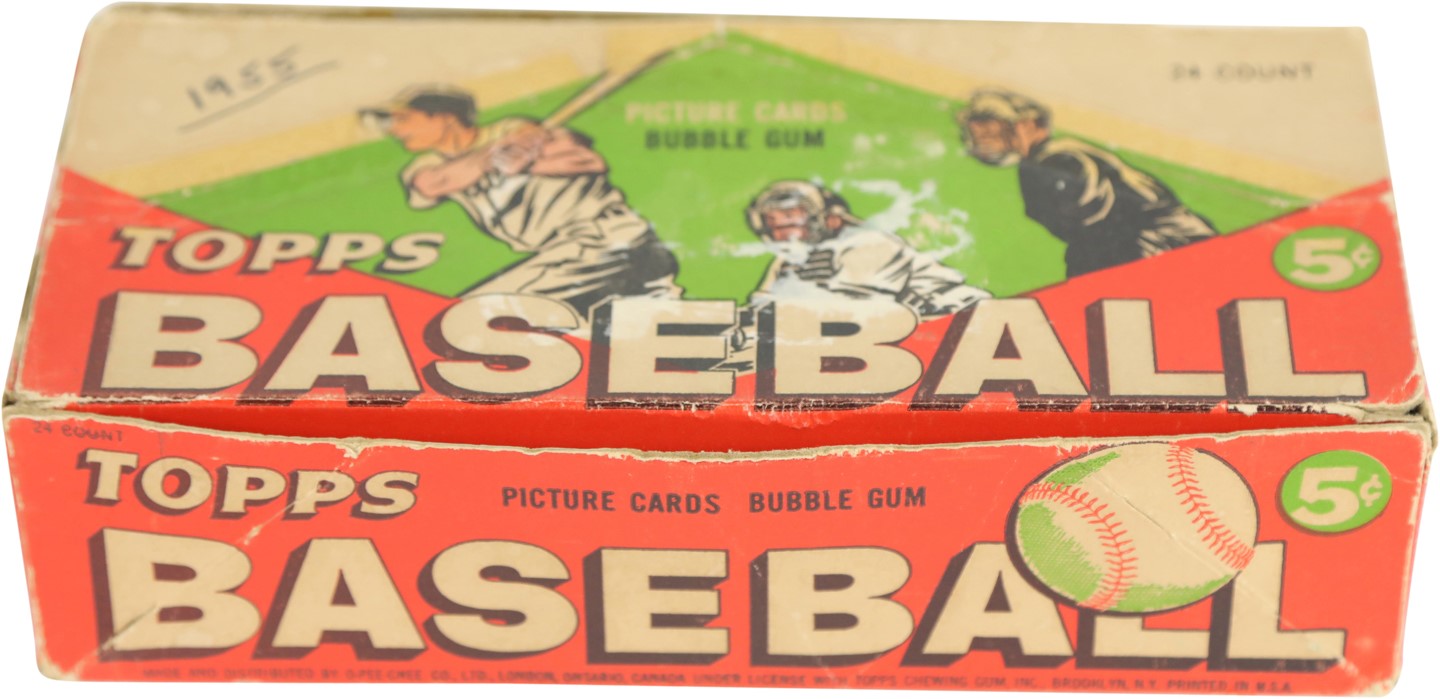 1955
24 COUNT
PICTURE CARDS
BUBBLE GUM
TOPPS
5¢
BASEBALL
24 COUNT
TOPPS
PICTURE CARDS BUBBLE GUM
5¢
BASEBALL
MADE AND DISTRIBUTED BY O-PEE-CHEE CO., LTD., LONDON, ONTARIO, CANADA UNDER LICENSE WITH TOPPS CHEWING GUM, INC. BROOKLYN, N.Y. PRINTED IN U.S.A.